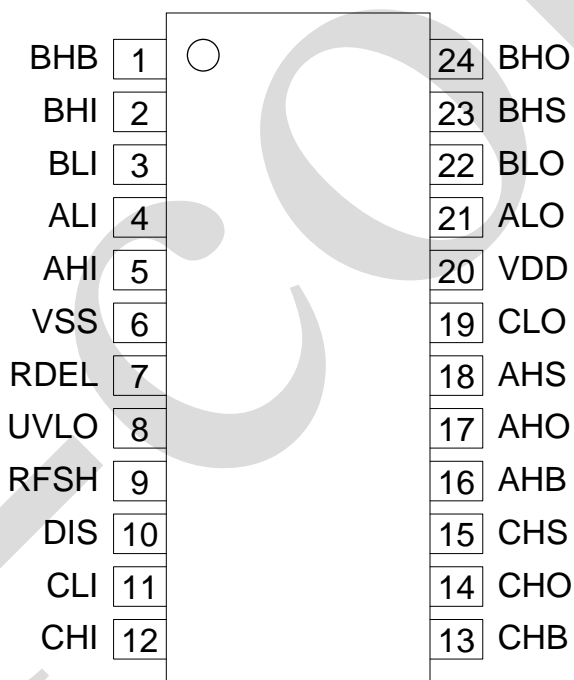 BHB 1 24 BHO
BHI 2 23 BHS
BLI 3 22 BLO
ALI 4 21 ALO
AHI 5 20 VDD
VSS 6 19 CLO
RDEL 7 18 AHS
UVLO 8 17 AHO
RFSH 9 16 AHB
DIS 10 15 CHS
CLI 11 14 CHO
CHI 12 13 CHB